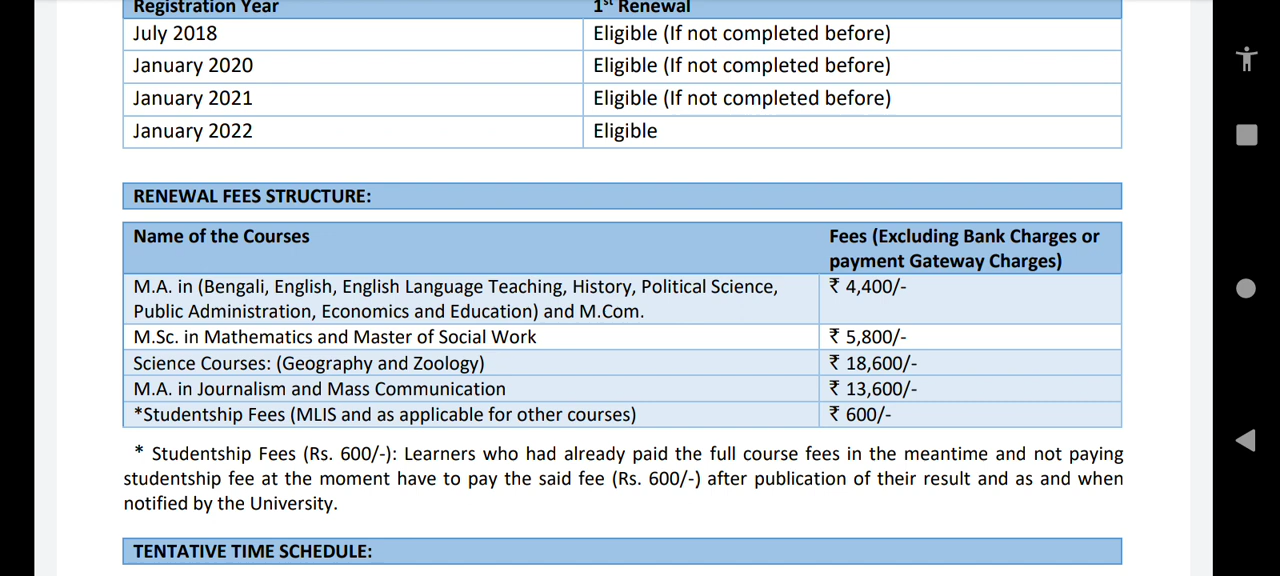 Registration Year 1st Renewal
July 2018 Eligible (If not completed before)
January 2020 Eligible (If not completed before)
January 2021 Eligible (If not completed before)
January 2022 Eligible
RENEWAL FEES STRUCTURE:
Name of the Courses Fees (Excluding Bank Charges or
payment Gateway Charges)
M.A. in (Bengali, English, English Language Teaching, History, Political Science, ₹ 4,400/-
Public Administration, Economics and Education) and M.Com.
M.Sc. in Mathematics and Master of Social Work ₹ 5,800/-
Science Courses: (Geography and Zoology) ₹ 18,600/-
M.A. in Journalism and Mass Communication ₹ 13,600/-
*Studentship Fees (MLIS and as applicable for other courses) ₹ 600/-
* Studentship Fees (Rs. 600/-): Learners who had already paid the full course fees in the meantime and not paying
studentship fee at the moment have to pay the said fee (Rs. 600/-) after publication of their result and as and when
notified by the University.
TENTATIVE TIME SCHEDULE: